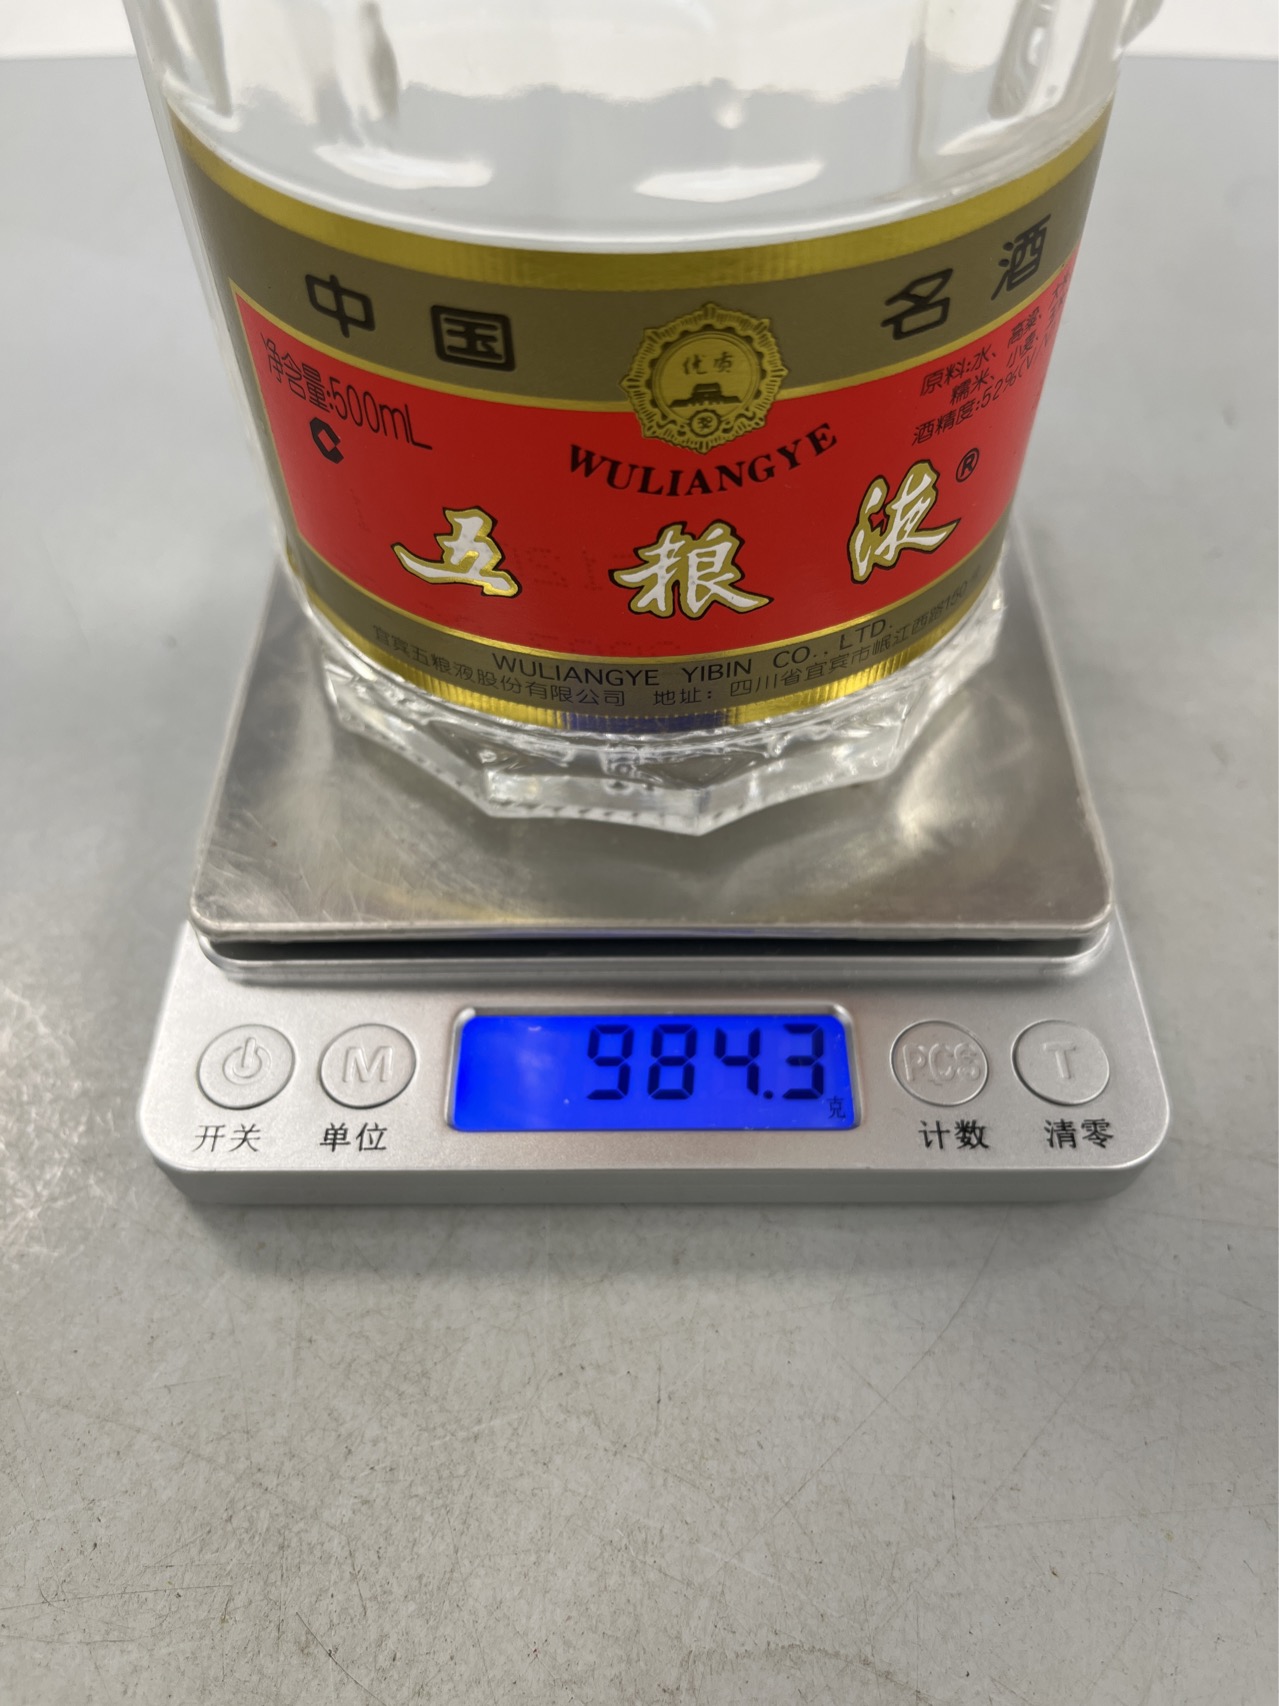 中国名酒
优质
净含量:500mL
原料:水、高粱、大
糯米、小麦、
酒精度:52%(V/V
WULIANGYE
五粮液®
WULIANGYE YIBIN CO., LTD.
宜宾五粮液股份有限公司 地址：四川省宜宾市岷江西路150
984.3
克
M
PCS
T
开关
单位
计数
清零